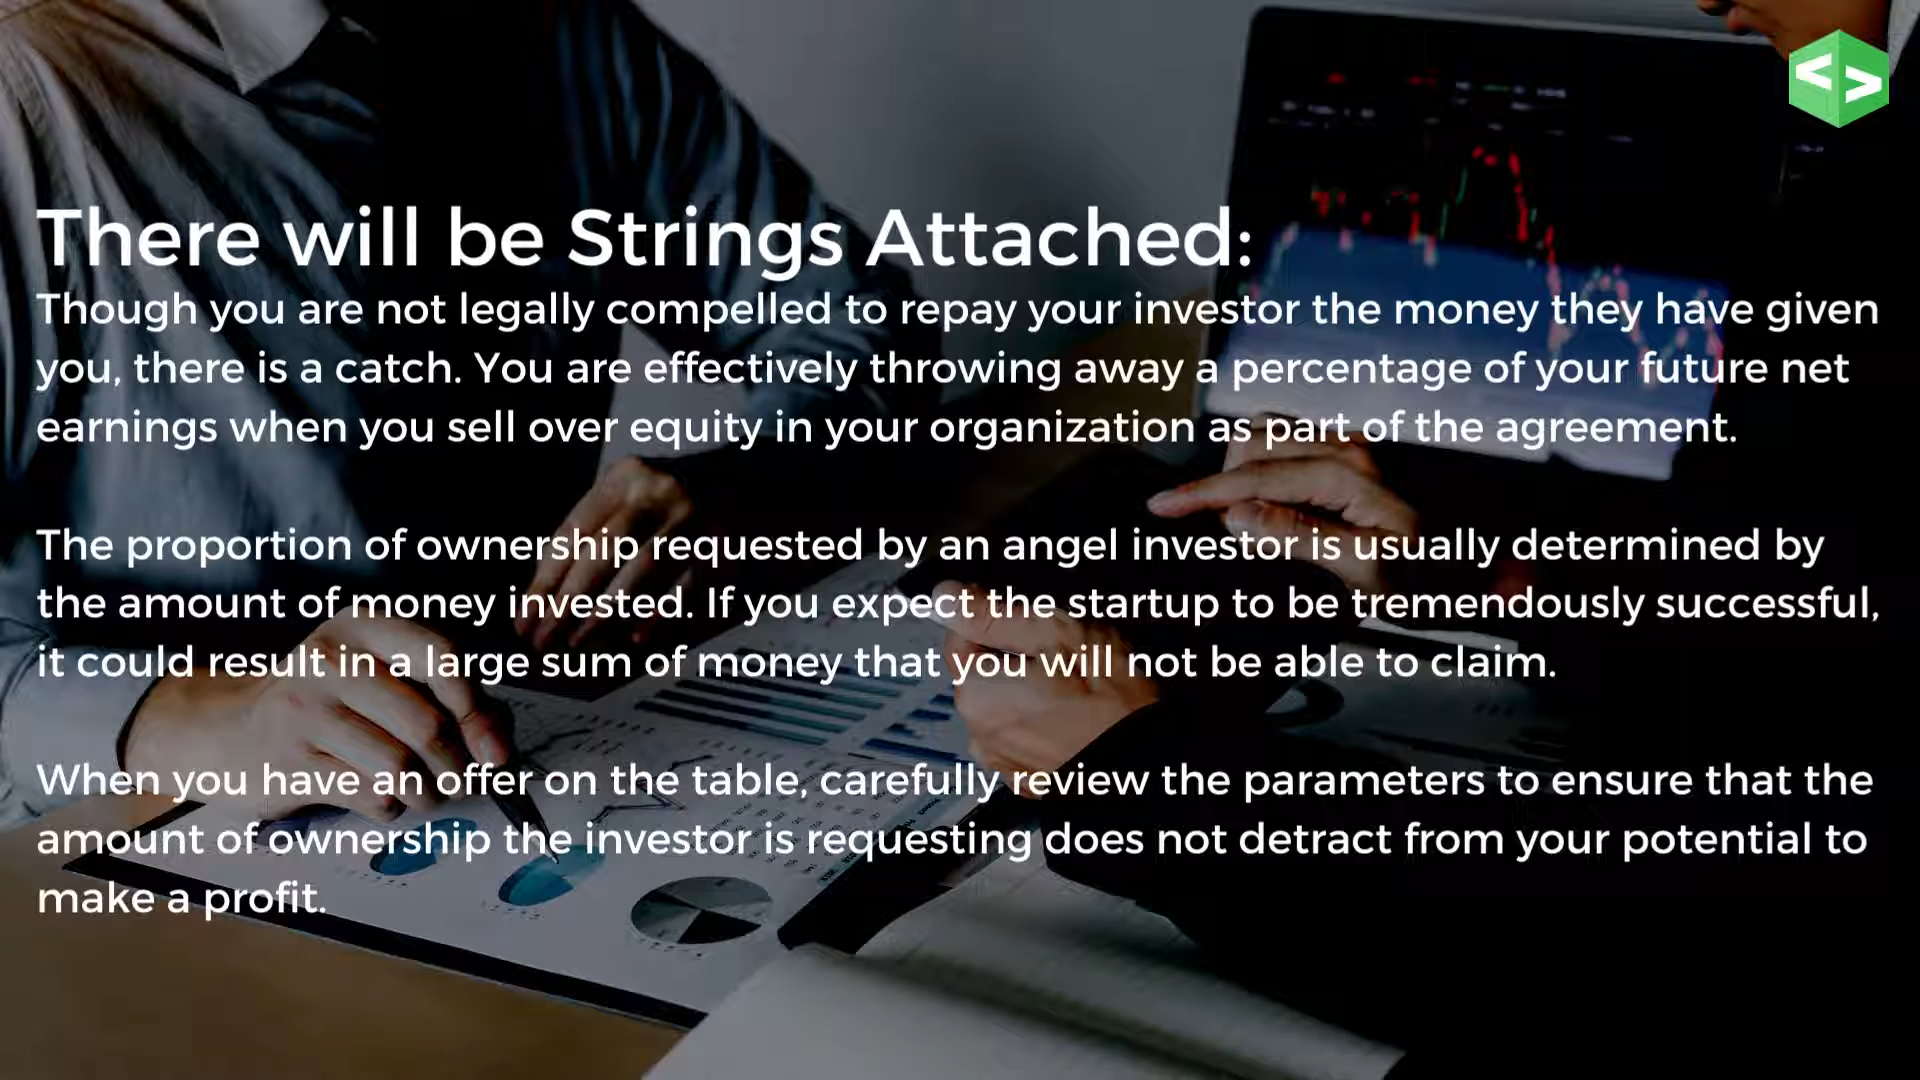 There will be Strings Attached:
Though you are not legally compelled to repay your investor the money they have given
you, there is a catch. You are effectively throwing away a percentage of your future net
earnings when you sell over equity in your organization as part of the agreement.
The proportion of ownership requested by an angel investor is usually determined by
the amount of money invested. If you expect the startup to be tremendously successful,
it could result in a large sum of money that you will not be able to claim.
When you have an offer on the table, carefully review the parameters to ensure that the
amount of ownership the investor is requesting does not detract from your potential to
make a profit.